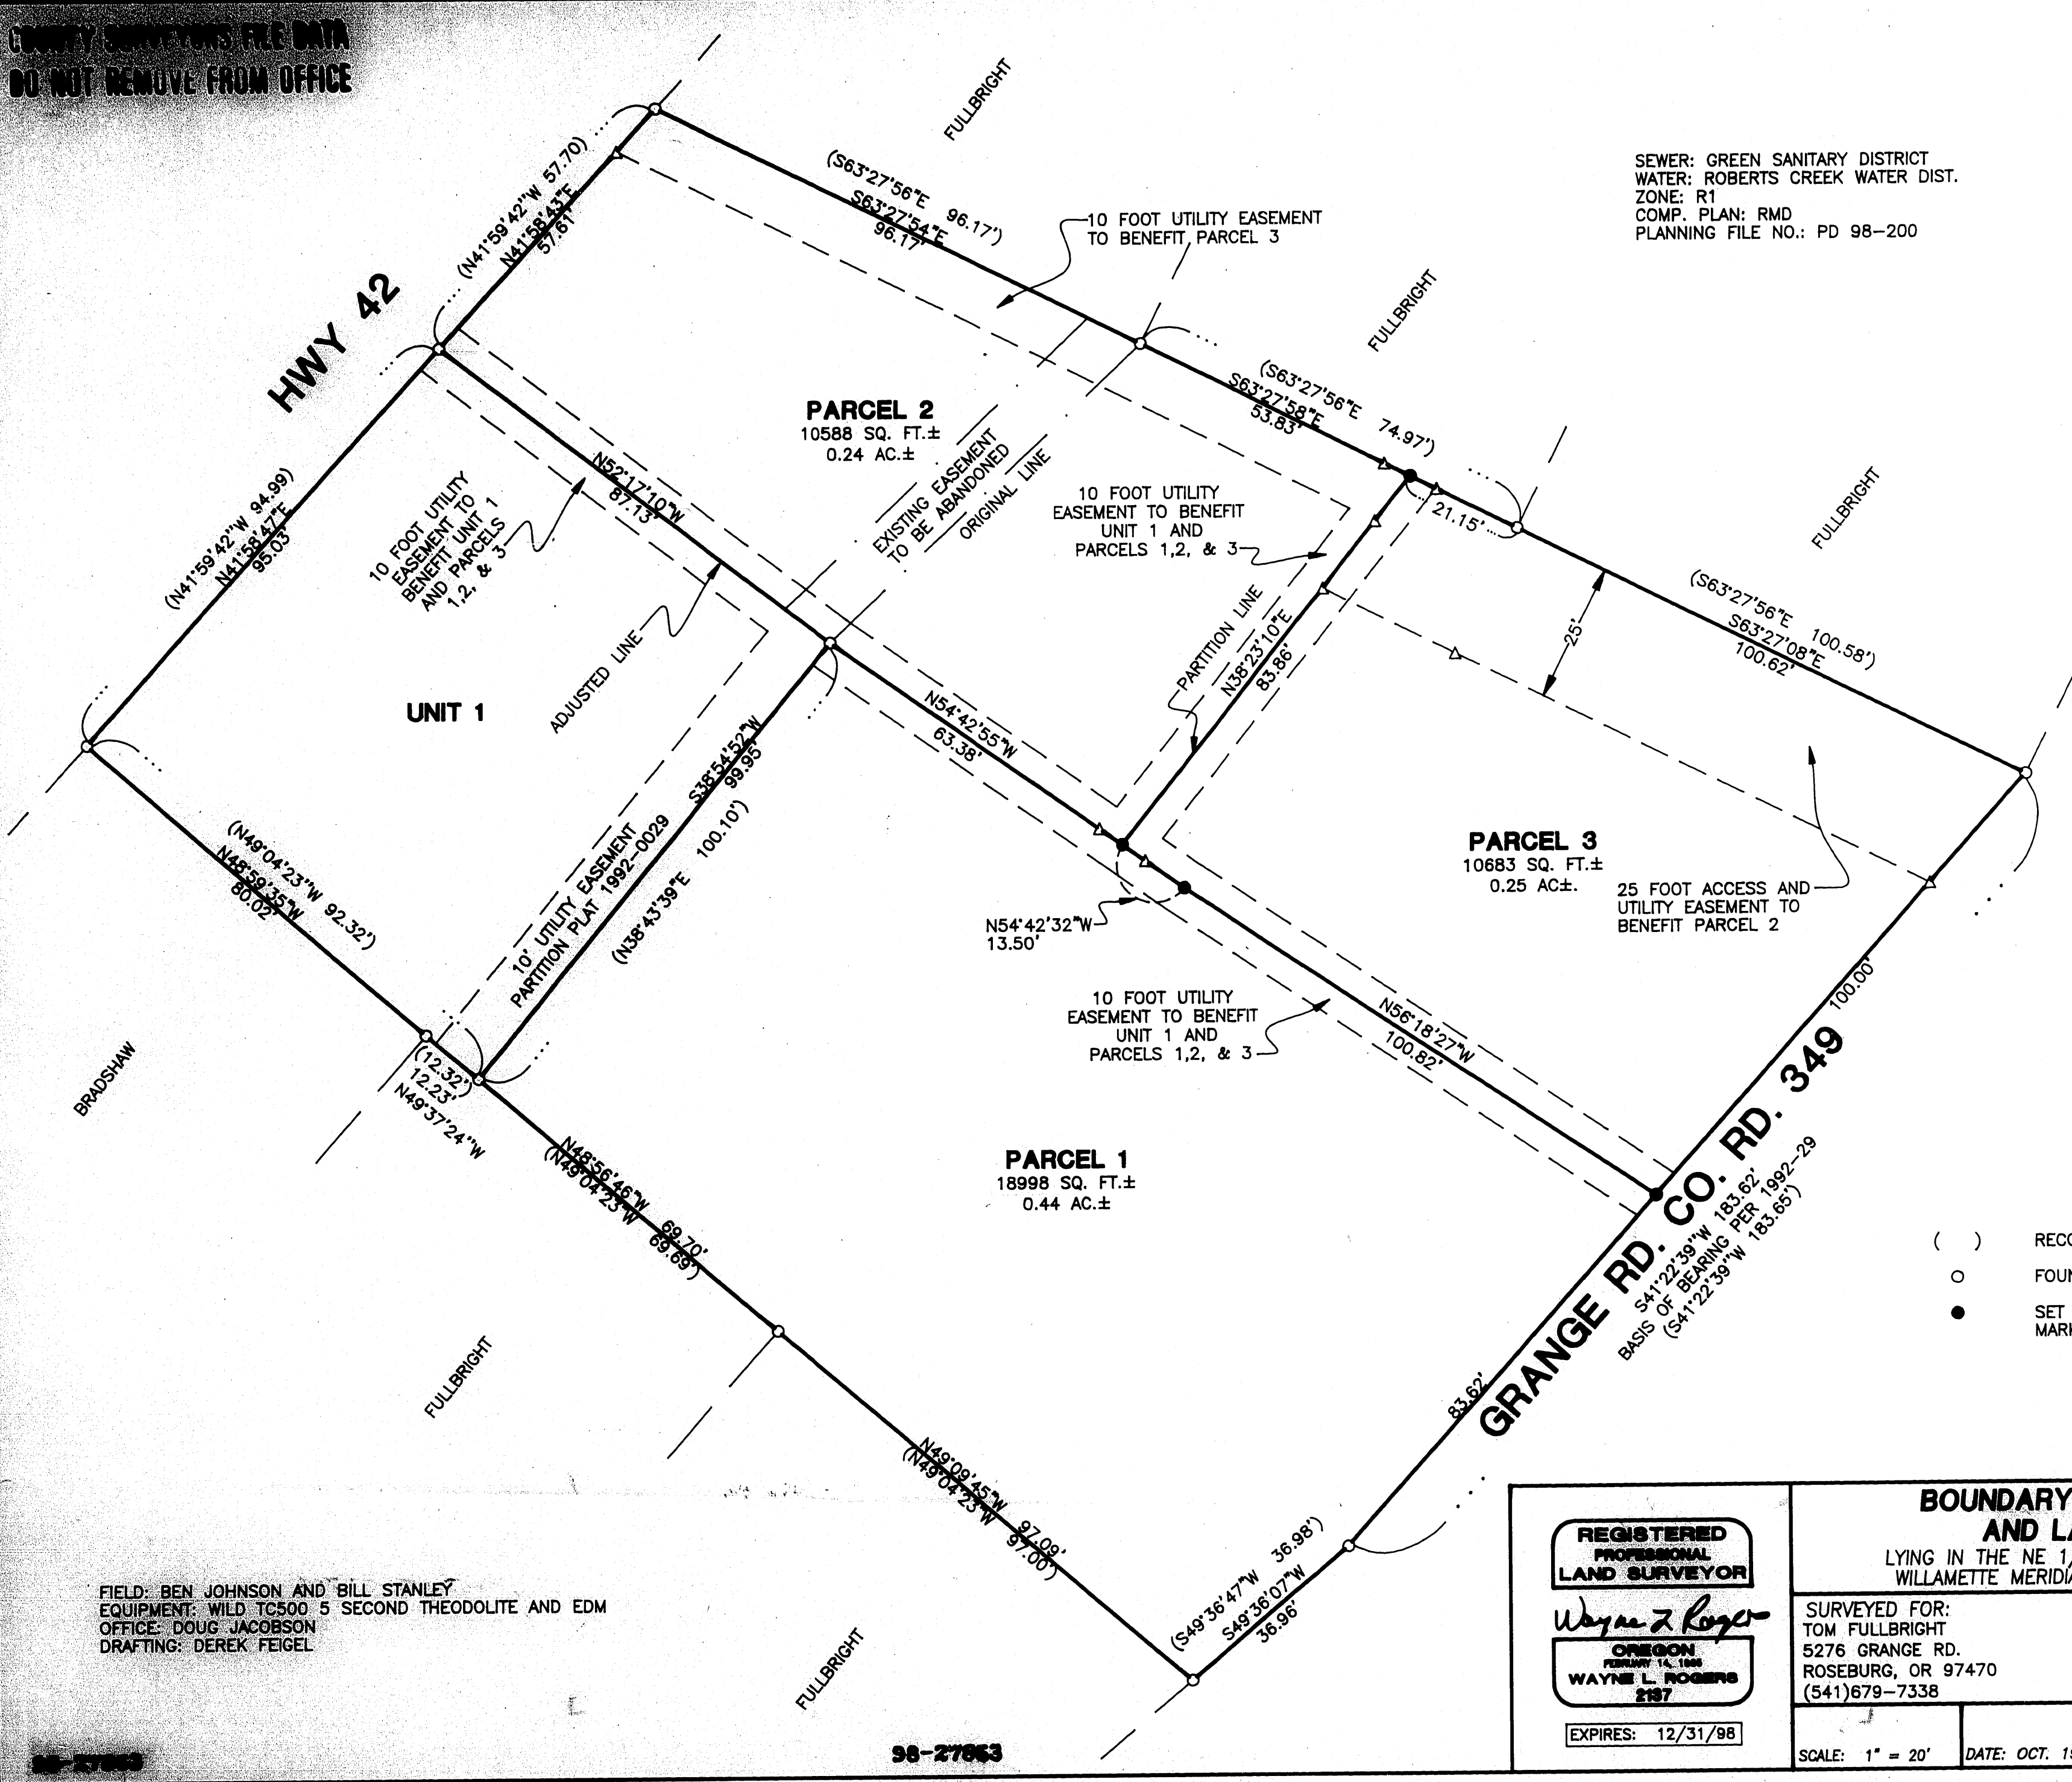 COUNTY SURVEYORS FILE DATA
DO NOT REMOVE FROM OFFICE
FULLBRIGHT
SEWER: GREEN SANITARY DISTRICT
WATER: ROBERTS CREEK WATER DIST.
ZONE: R1
COMP. PLAN: RMD
PLANNING FILE NO.: PD 98-200
(N41°59'42"W 57.70)
N41°58'43"E
57.61'
(S63°27'56"E 96.17')
S63°27'54"E
96.17'
10 FOOT UTILITY EASEMENT
TO BENEFIT PARCEL 3
FULLBRIGHT
HWY 42
(S63°27'56"E 74.97')
S63°27'58"E
53.83'
PARCEL 2
10588 SQ. FT.±
0.24 AC.±
N52°17'10"W
87.13'
10 FOOT UTILITY
EASEMENT TO
BENEFIT UNIT 1
AND PARCELS
1,2, & 3
EXISTING EASEMENT
TO BE ABANDONED
ORIGINAL LINE
10 FOOT UTILITY
EASEMENT TO BENEFIT
UNIT 1 AND
PARCELS 1,2, & 3
21.15'
FULLBRIGHT
(N41°59'42"W 94.99)
N41°58'47"E
95.03'
(S63°27'56"E 100.58')
S63°27'08"E
100.62'
25'
PARTITION LINE
N38°23'10"E
83.86'
ADJUSTED LINE
UNIT 1
N54°42'55"W
63.38'
S38°54'52"W
99.95'
(N38°43'39"E 100.10')
10' UTILITY EASEMENT
PARTITION PLAT 1992-0029
(N49°04'23"W 92.32')
N48°59'35"W
80.02'
PARCEL 3
10683 SQ. FT.±
0.25 AC±.
25 FOOT ACCESS AND
UTILITY EASEMENT TO
BENEFIT PARCEL 2
N54°42'32"W
13.50'
10 FOOT UTILITY
EASEMENT TO BENEFIT
UNIT 1 AND
PARCELS 1,2, & 3
N56°18'27"W
100.82'
100.00'
BRADSHAW
(12.32')
12.23'
N49°37'24"W
N48°56'46"W 69.70'
(N49°04'23"W 69.69')
PARCEL 1
18998 SQ. FT.±
0.44 AC.±
GRANGE RD. CO. RD. 349
S41°22'39"W 183.62'
BASIS OF BEARING PER 1992-29
(S41°22'39"W 183.65')
( ) RECO
FOUN
SET
MARK
83.62'
FULLBRIGHT
N49°09'45"W 97.09'
(N49°04'23"W 97.00')
(S49°36'47"W 36.98')
S49°36'07"W
36.96'
FULLBRIGHT
FIELD: BEN JOHNSON AND BILL STANLEY
EQUIPMENT: WILD TC500 5 SECOND THEODOLITE AND EDM
OFFICE: DOUG JACOBSON
DRAFTING: DEREK FEIGEL
REGISTERED
PROFESSIONAL
LAND SURVEYOR
Wayne L Rogers
OREGON
FEBRUARY 14, 1986
WAYNE L. ROGERS
2137
EXPIRES: 12/31/98
BOUNDARY
AND LA
LYING IN THE NE 1/
WILLAMETTE MERIDIA
SURVEYED FOR:
TOM FULLBRIGHT
5276 GRANGE RD.
ROSEBURG, OR 97470
(541)679-7338
SCALE: 1" = 20'
DATE: OCT. 1
98-27863
98-27863